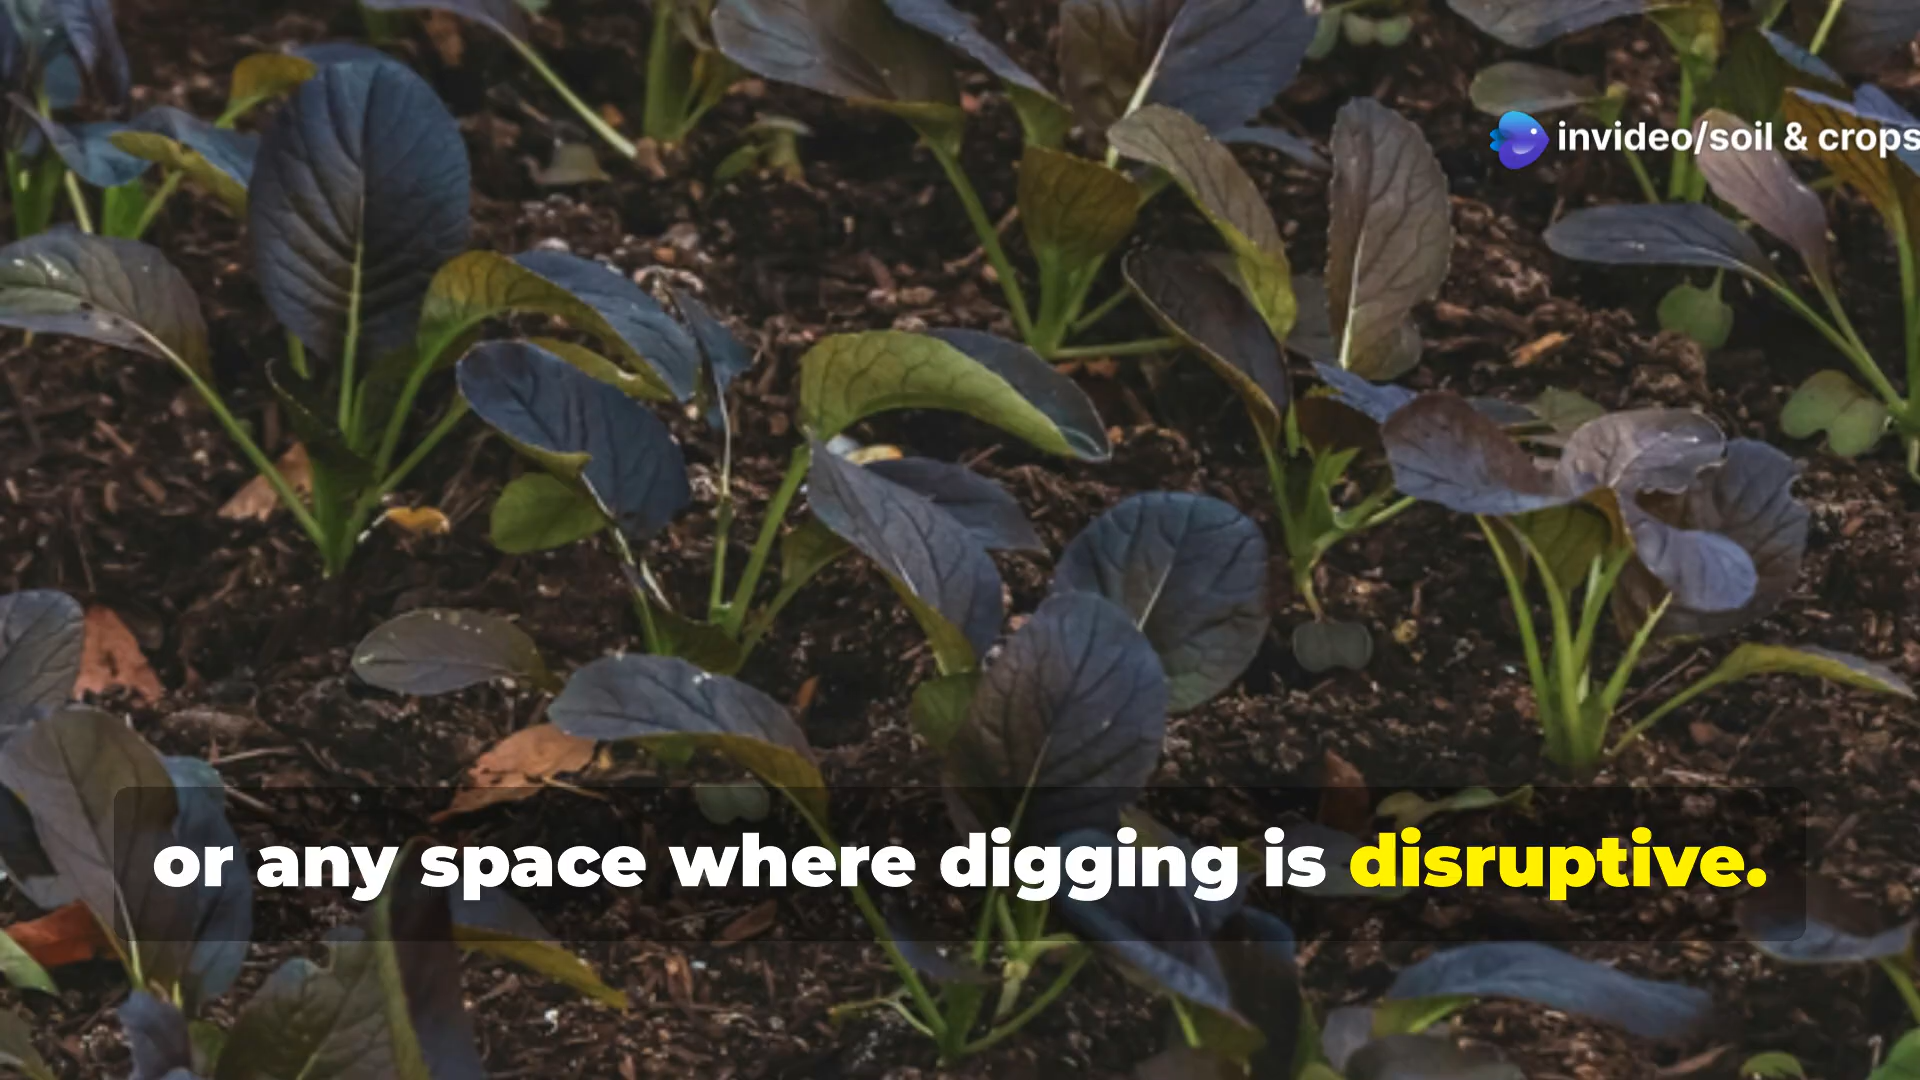 invideo/soil & crops
or any space where digging is disruptive.